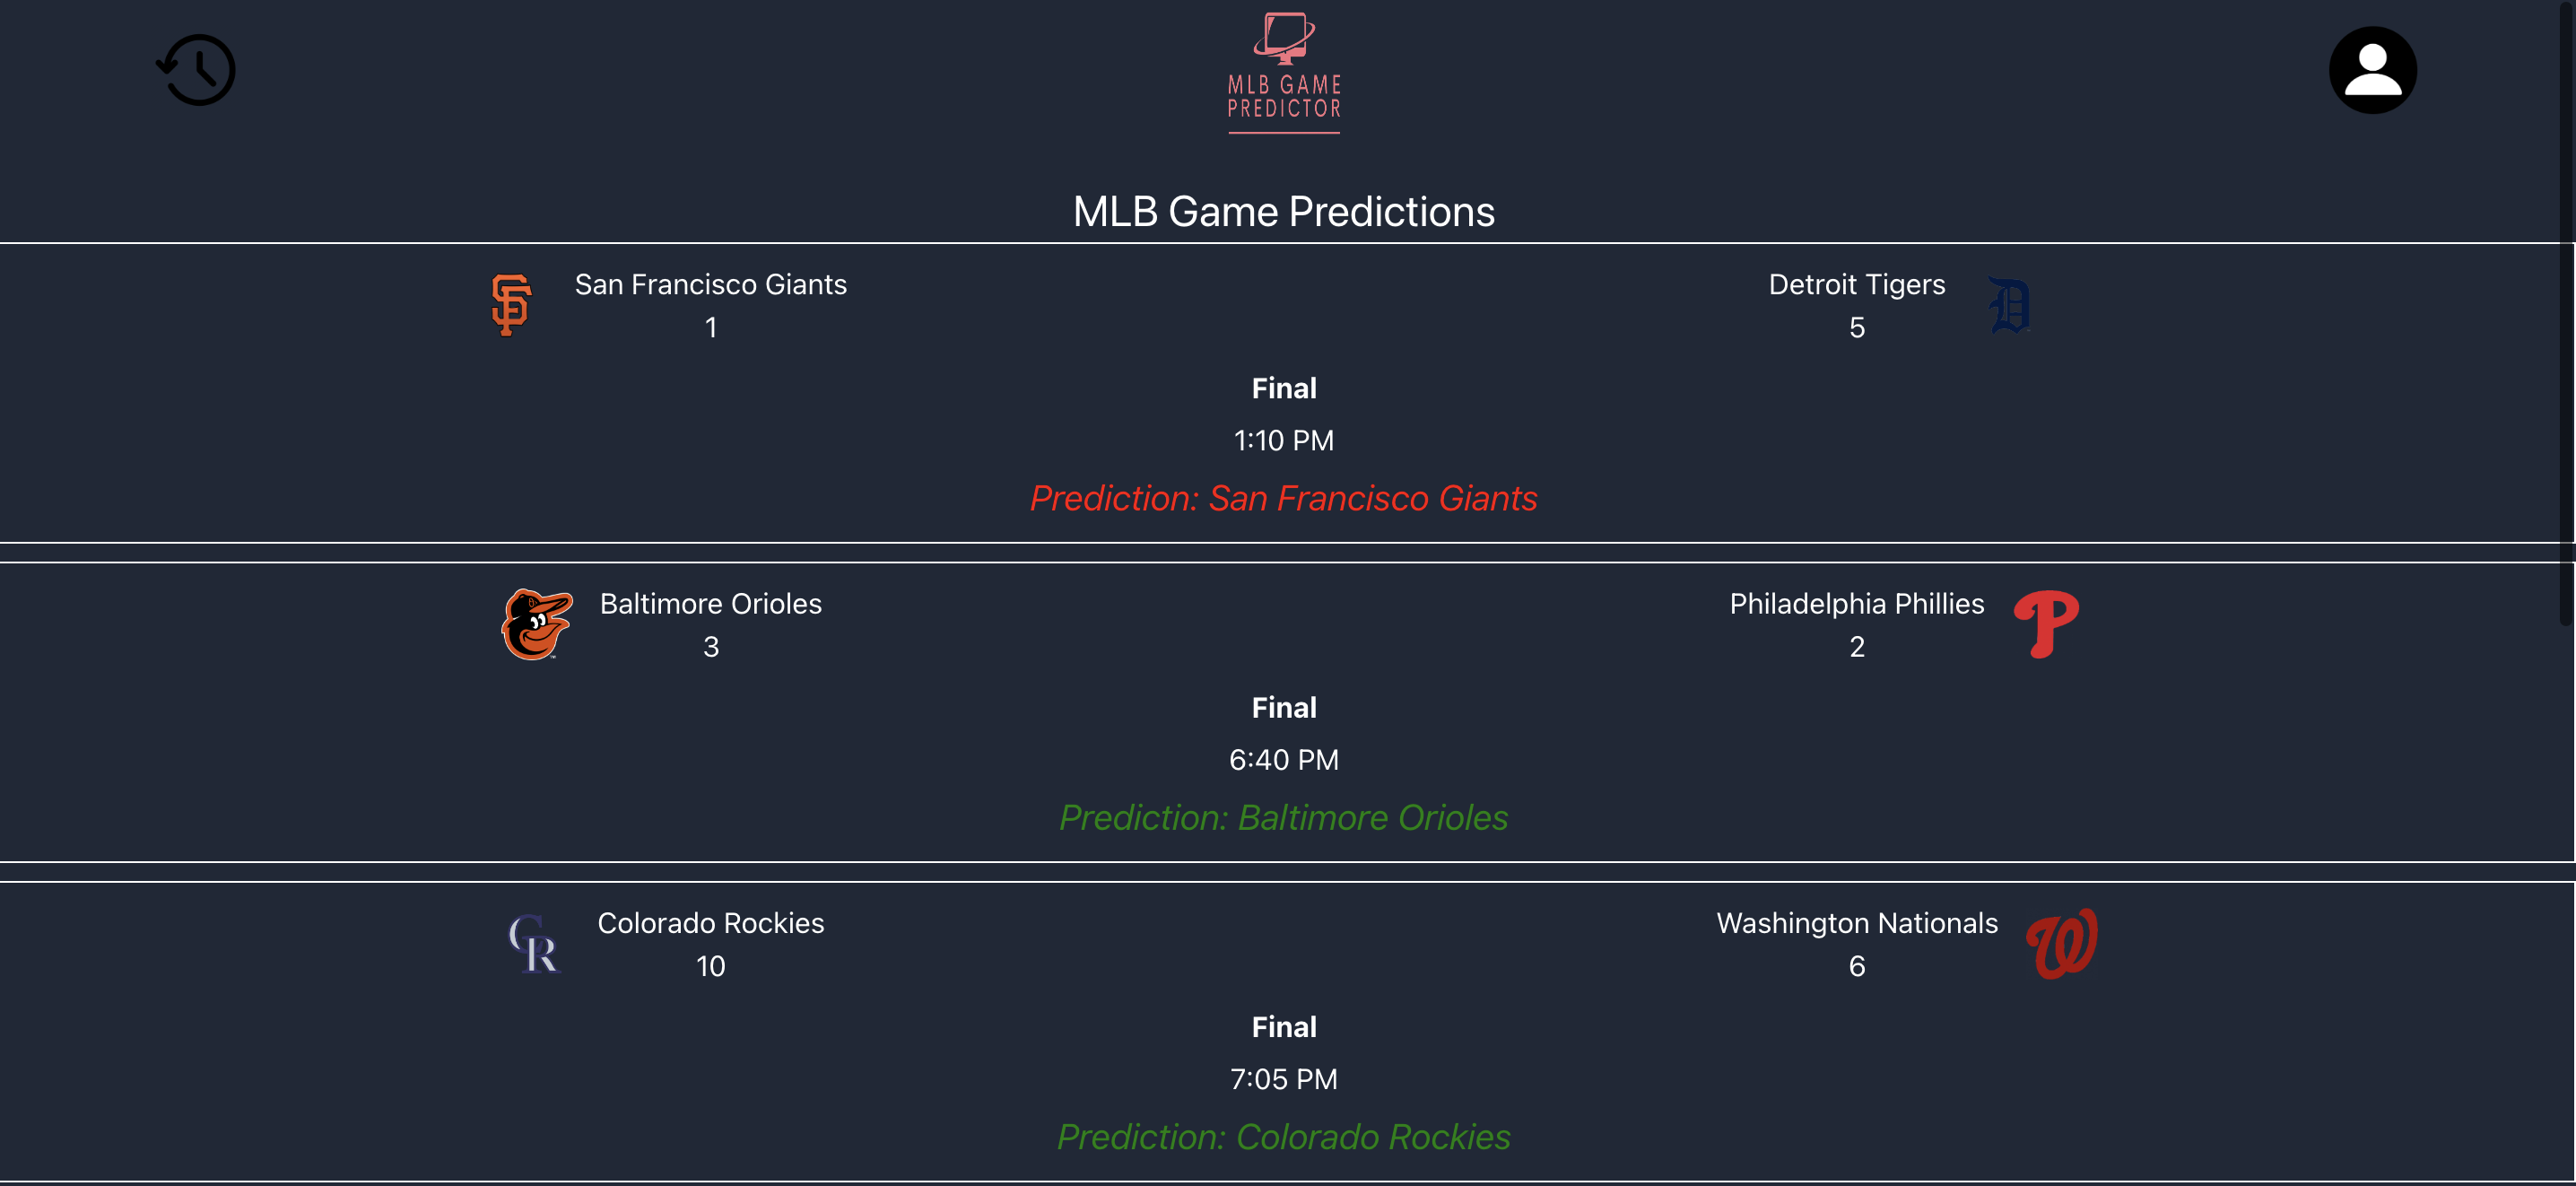 MLB GAME
PREDICTOR
MLB Game Predictions
San Francisco Giants
1
Detroit Tigers
5
Final
1:10 PM
Prediction: San Francisco Giants
Baltimore Orioles
3
Philadelphia Phillies
2
Final
6:40 PM
Prediction: Baltimore Orioles
Colorado Rockies
10
Washington Nationals
6
Final
7:05 PM
Prediction: Colorado Rockies